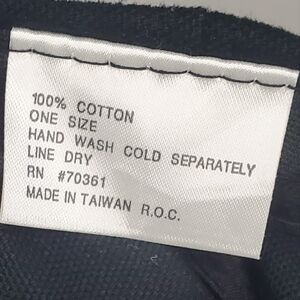 100% COTTON
ONE SIZE
HAND WASH COLD SEPARATELY
LINE DRY
RN #70361
MADE IN TAIWAN R.O.C.